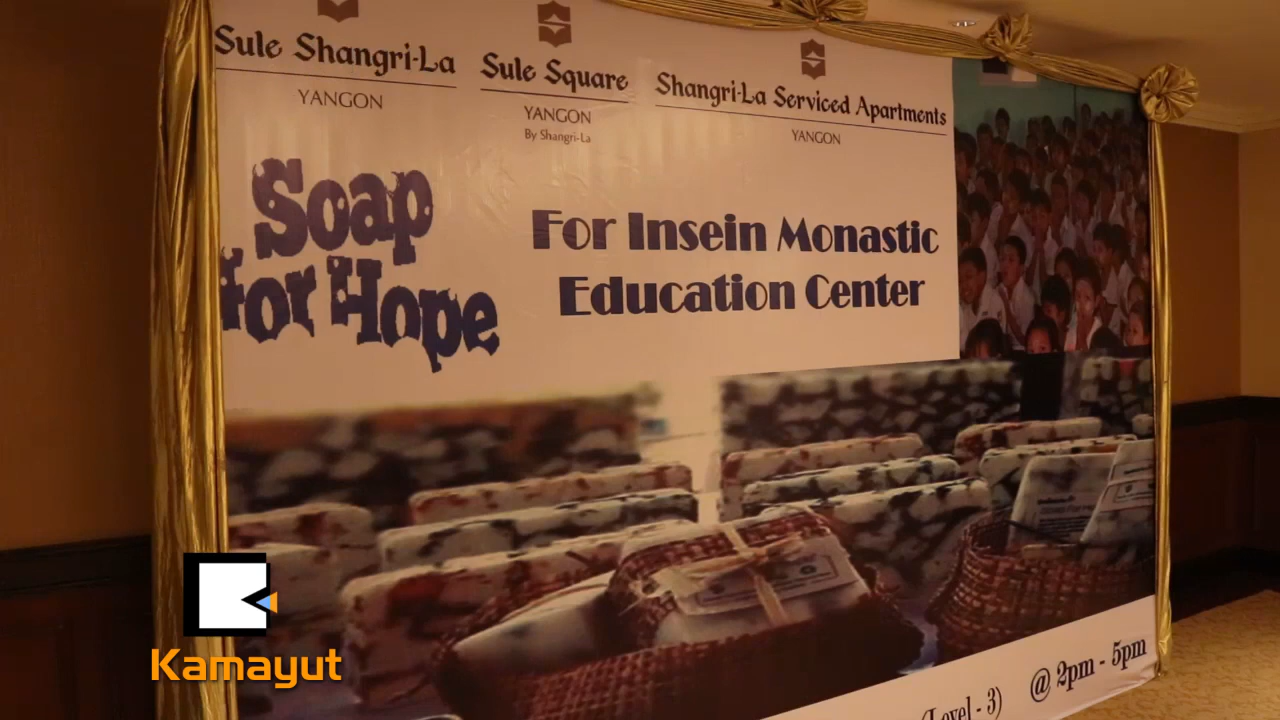 Sule Shangri-La
YANGON
Sule Square
YANGON
By Shangri-La
Shangri-La Serviced Apartments
YANGON
Soap
for Hope
For Insein Monastic
Education Center
(Level - 3)
@ 2pm - 5pm
Kamayut